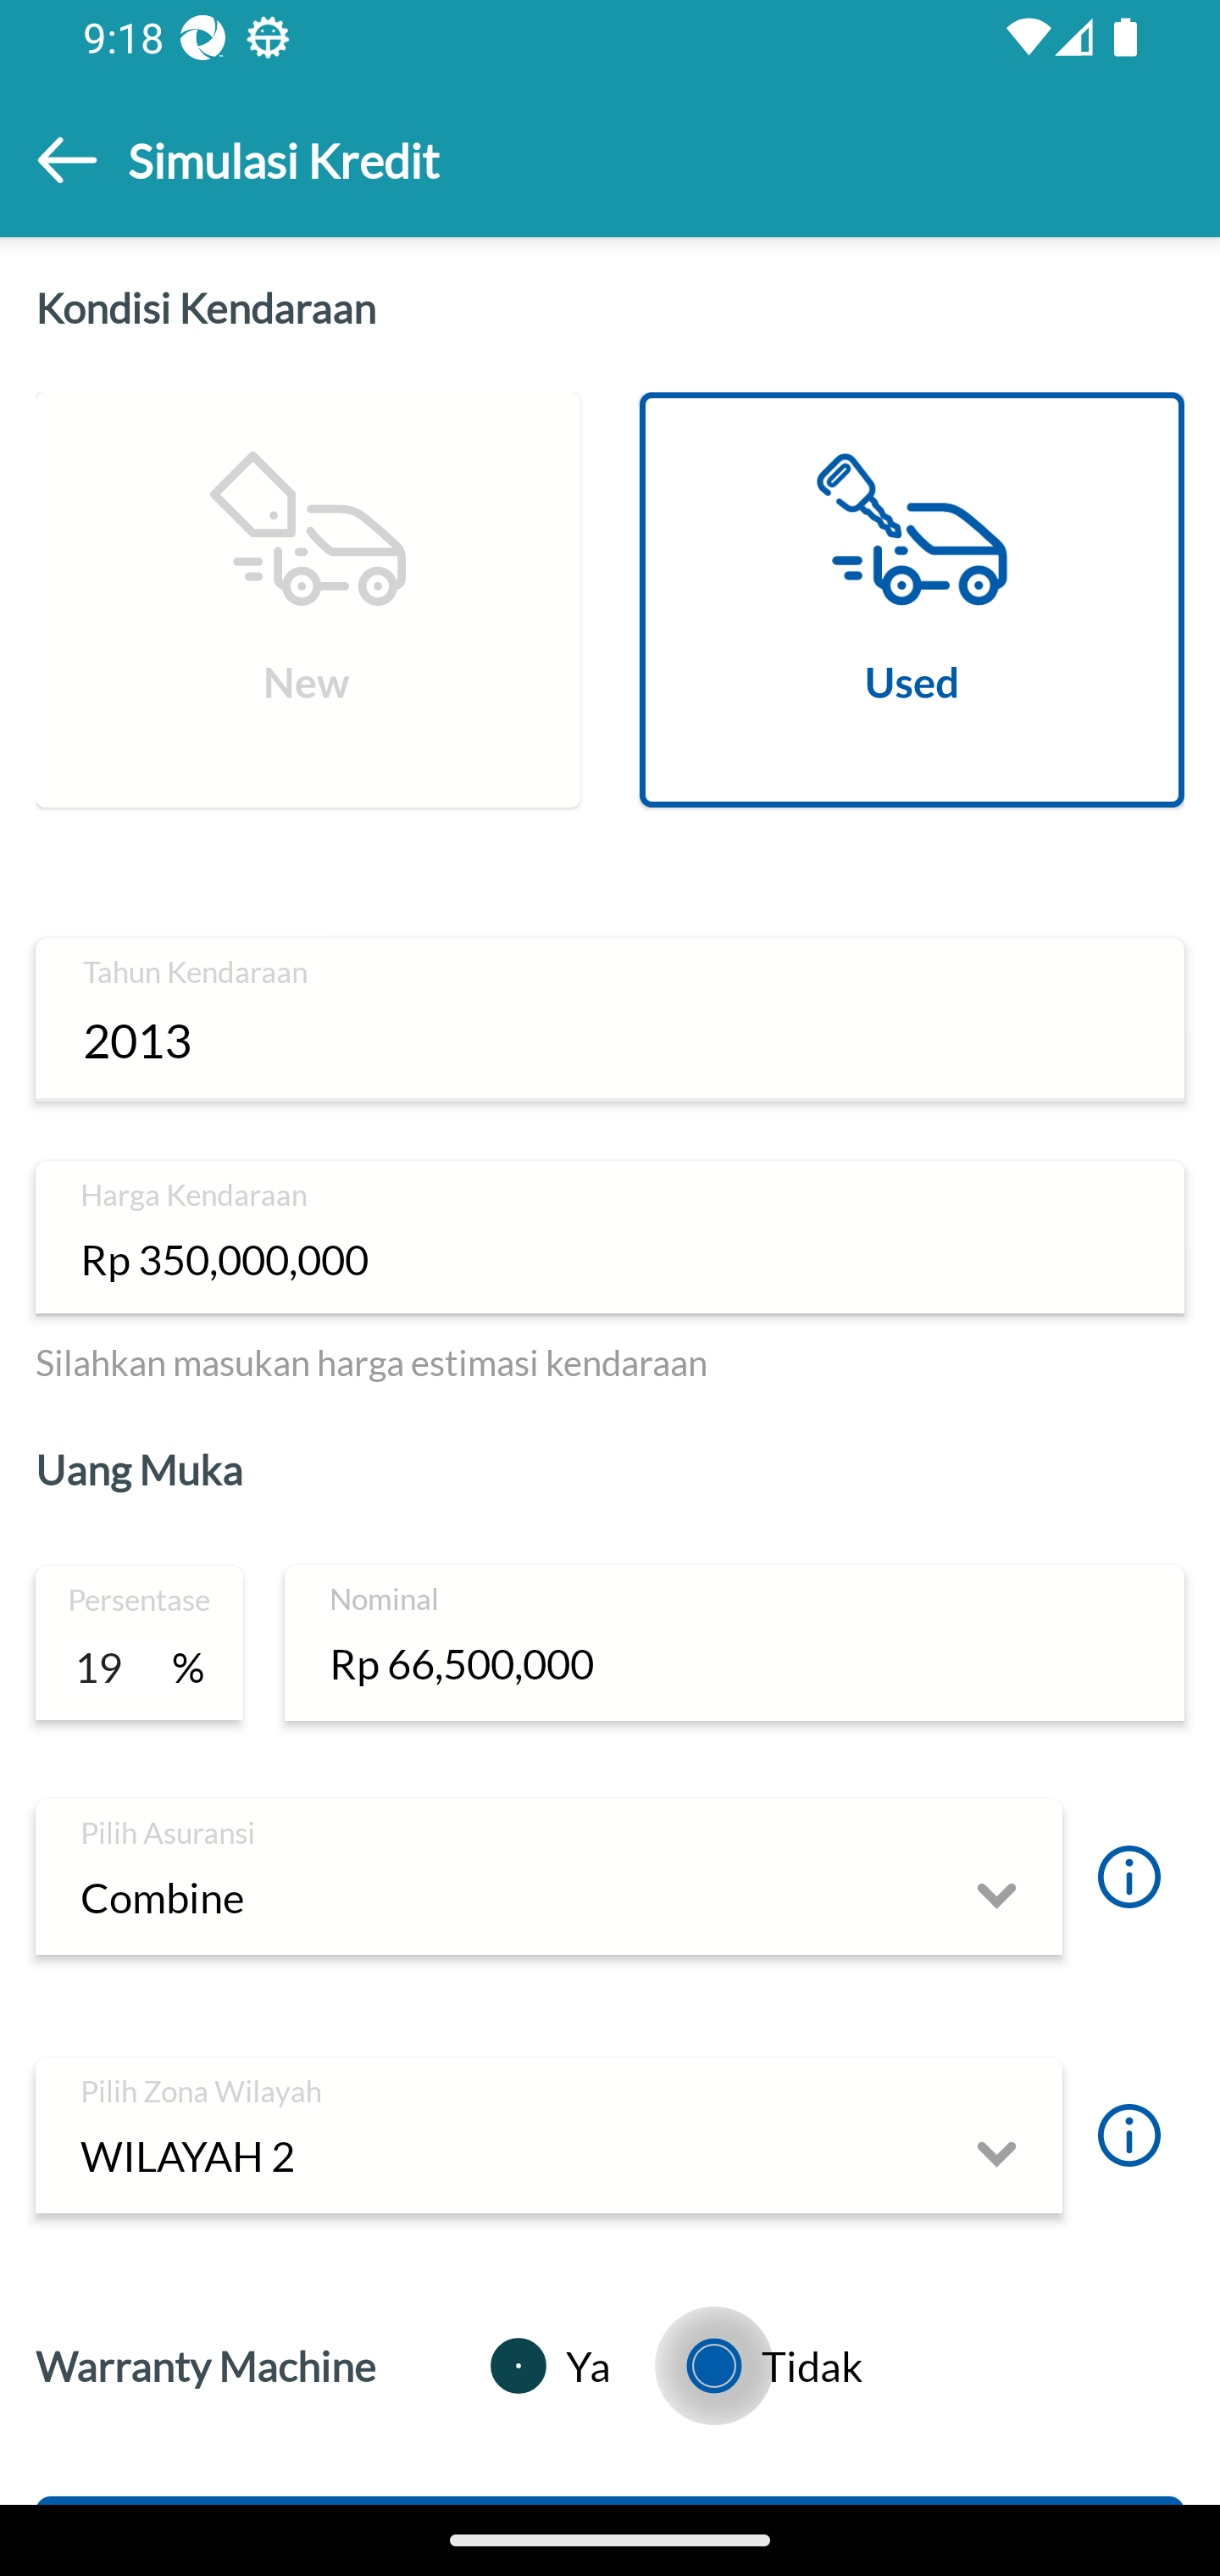 9:18
Simulasi Kredit
Kondisi Kendaraan
New
Used
Tahun Kendaraan
2013
Harga Kendaraan
Rp 350,000,000
Silahkan masukan harga estimasi kendaraan
Uang Muka
Persentase
19 %
Nominal
Rp 66,500,000
Pilih Asuransi
Combine
Pilih Zona Wilayah
WILAYAH 2
Warranty Machine Ya Tidak